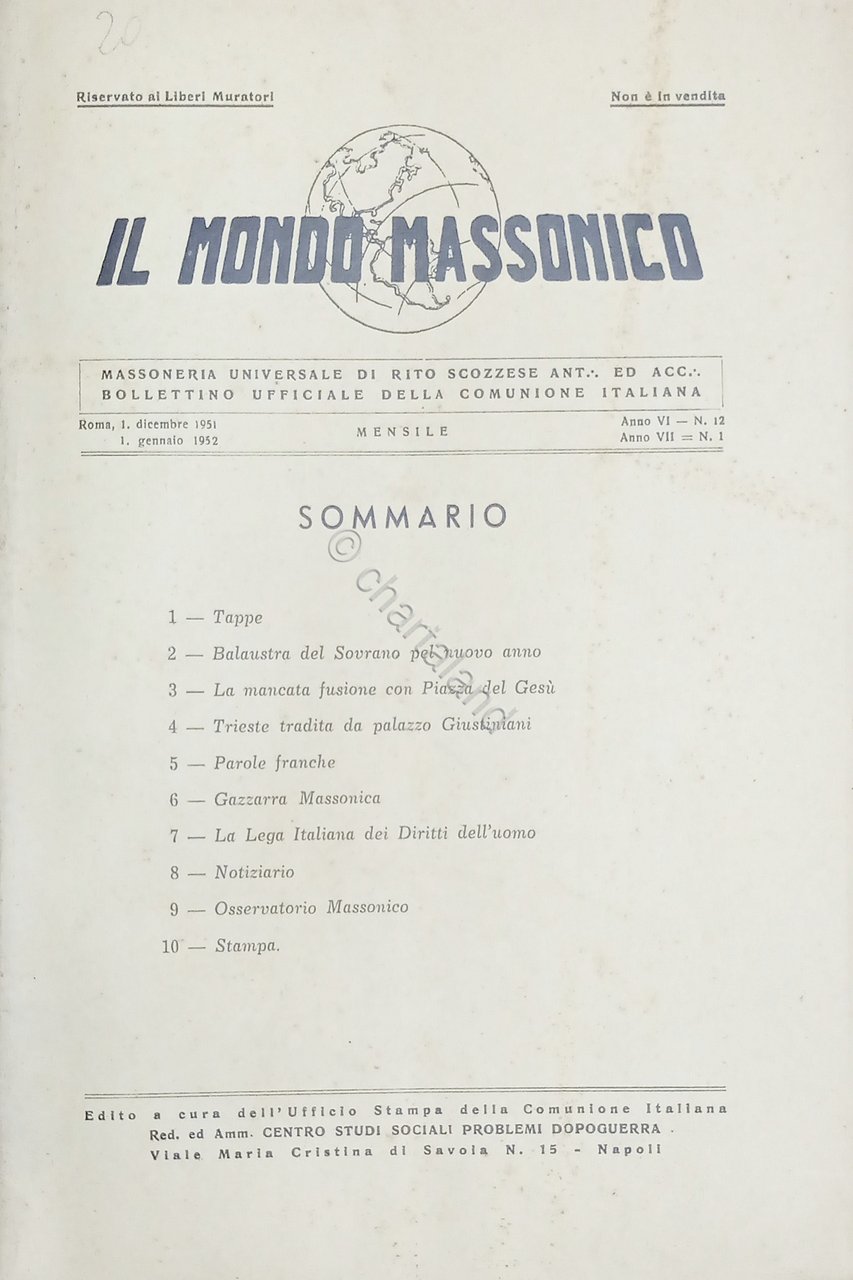 20
Riservato ai Liberi Muratori
Non è in vendita
IL MONDO MASSONICO
MASSONERIA UNIVERSALE DI RITO SCOZZESE ANT.·. ED ACC.·.
BOLLETTINO UFFICIALE DELLA COMUNIONE ITALIANA
Roma, 1. dicembre 1951
1. gennaio 1952
MENSILE
Anno VI — N. 12
Anno VII = N. 1
SOMMARIO
1 — Tappe
2 — Balaustra del Sovrano pel nuovo anno
3 — La mancata fusione con Piazza del Gesù
4 — Trieste tradita da palazzo Giustiniani
5 — Parole franche
6 — Gazzarra Massonica
7 — La Lega Italiana dei Diritti dell'uomo
8 — Notiziario
9 — Osservatorio Massonico
10 — Stampa.
© chartaland
Edito a cura dell'Ufficio Stampa della Comunione Italiana
Red. ed Amm. CENTRO STUDI SOCIALI PROBLEMI DOPOGUERRA .
Viale Maria Cristina di Savoia N. 15 - Napoli